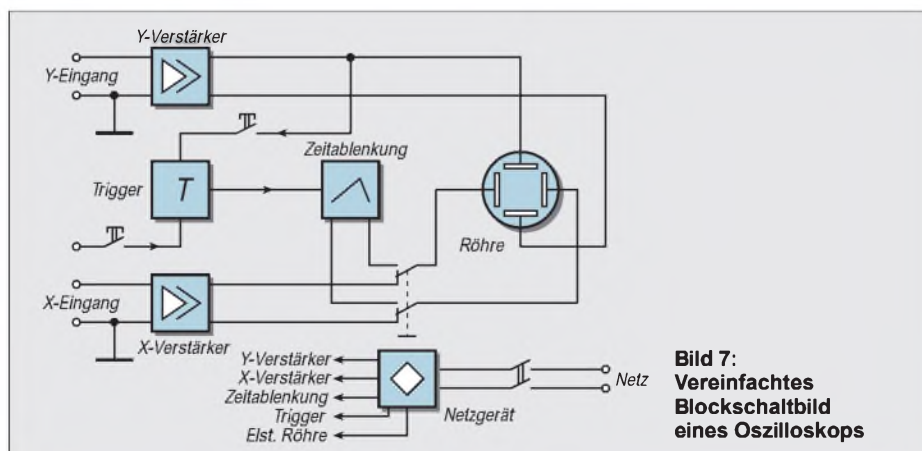 Y-Verstärker
Y-Eingang
Zeitablenkung
Trigger
T
Röhre
X-Eingang
X-Verstärker
Y-Verstärker
X-Verstärker
Zeitablenkung
Trigger
Elst. Röhre
Netzgerät
Netz
Bild 7:
Vereinfachtes
Blockschaltbild
eines Oszilloskops